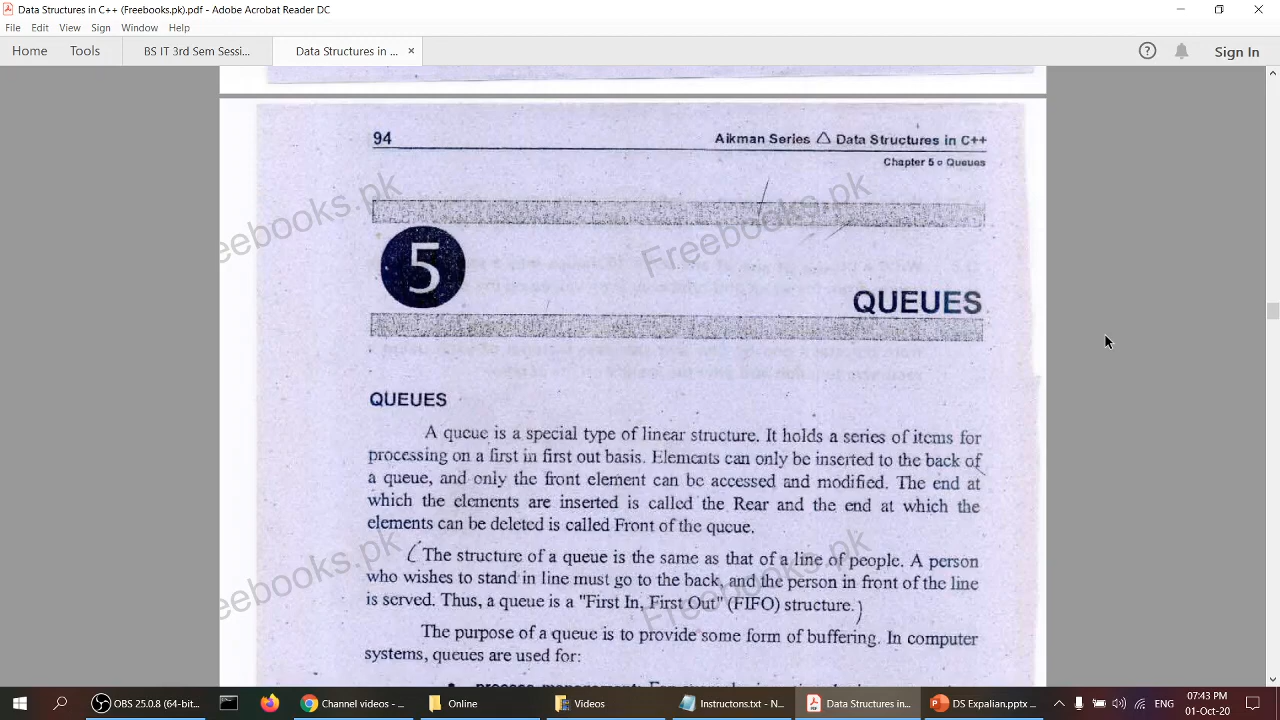 Data Structures in C++ (Freebooks.pk).pdf - Adobe Acrobat Reader DC
File Edit View Sign Window Help
Home Tools BS IT 3rd Sem Sessi... Data Structures in ... × Sign In
94 Aikman Series △ Data Structures in C++
Chapter 5 o Queues
Freebooks.pk
reebooks.pk
5
QUEUES
QUEUES
A queue is a special type of linear structure. It holds a series of items for
processing on a first in first out basis. Elements can only be inserted to the back of
a queue, and only the front element can be accessed and modified. The end at
which the elements are inserted is called the Rear and the end at which the
elements can be deleted is called Front of the queue.
The structure of a queue is the same as that of a line of people. A person
who wishes to stand in line must go to the back, and the person in front of the line
is served. Thus, a queue is a "First In, First Out" (FIFO) structure.
reebooks.pk
Freebooks.pk
The purpose of a queue is to provide some form of buffering. In computer
systems, queues are used for:
OBS 25.0.8 (64-bit... Channel videos - ... Online Videos Instructons.txt - N... Data Structures in... DS Expalian.pptx ... ENG 07:43 PM
01-Oct-20